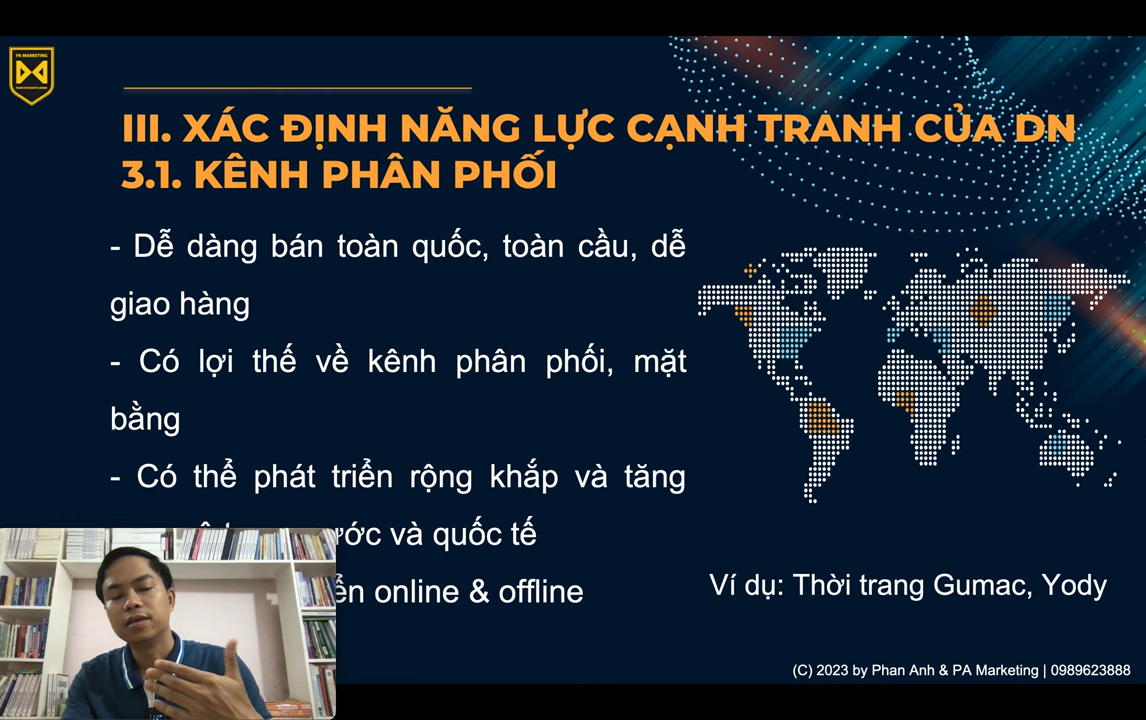 PA MARKETING
III. XÁC ĐỊNH NĂNG LỰC CẠNH TRANH CỦA DN
3.1. KÊNH PHÂN PHỐI
- Dễ dàng bán toàn quốc, toàn cầu, dễ
giao hàng
- Có lợi thế về kênh phân phối, mặt
bằng
- Có thể phát triển rộng khắp và tăng
và quốc tế
online & offline
Ví dụ: Thời trang Gumac, Yody
(C) 2023 by Phan Anh & PA Marketing | 0989623888